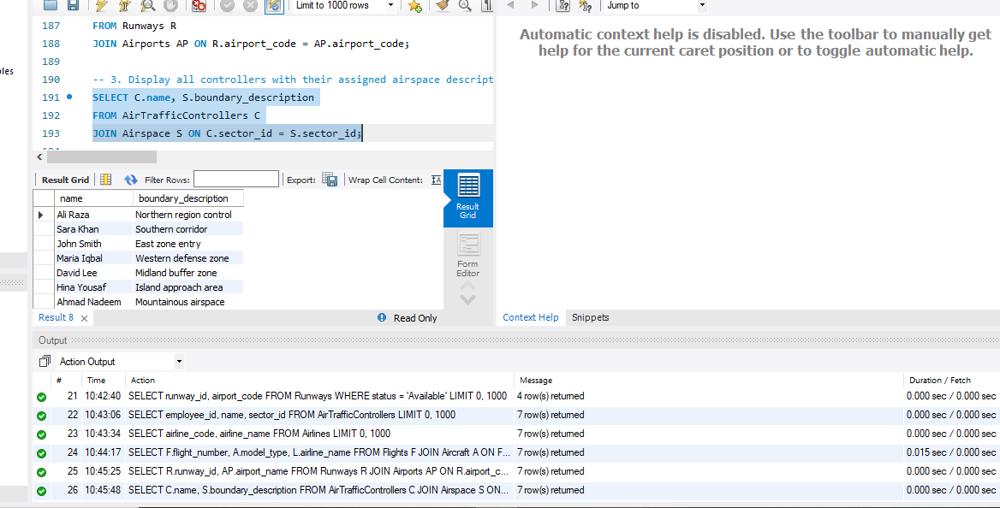 Limit to 1000 rows
Jump to
187 FROM Runways R
188 JOIN Airports AP ON R.airport_code = AP.airport_code;
189
190 -- 3. Display all controllers with their assigned airspace descript
191 SELECT C.name, S.boundary_description
192 FROM AirTrafficControllers C
193 JOIN Airspace S ON C.sector_id = S.sector_id;
Automatic context help is disabled. Use the toolbar to manually get
help for the current caret position or to toggle automatic help.
Result Grid Filter Rows: Export: Wrap Cell Content:
name boundary_description
Ali Raza Northern region control
Sara Khan Southern corridor
John Smith East zone entry
Maria Iqbal Western defense zone
David Lee Midland buffer zone
Hina Yousaf Island approach area
Ahmad Nadeem Mountainous airspace
Result
Grid
Form
Editor
Result 8 Read Only
Context Help Snippets
Output
Action Output
# Time Action Message Duration / Fetch
21 10:42:40 SELECT runway_id, airport_code FROM Runways WHERE status = 'Available' LIMIT 0, 1000 4 row(s) returned 0.000 sec / 0.000 sec
22 10:43:06 SELECT employee_id, name, sector_id FROM AirTrafficControllers LIMIT 0, 1000 7 row(s) returned 0.000 sec / 0.000 sec
23 10:43:34 SELECT airline_code, airline_name FROM Airlines LIMIT 0, 1000 7 row(s) returned 0.000 sec / 0.000 sec
24 10:44:17 SELECT F.flight_number, A.model_type, L.airline_name FROM Flights F JOIN Aircraft A ON F... 7 row(s) returned 0.015 sec / 0.000 sec
25 10:45:25 SELECT R.runway_id, AP.airport_name FROM Runways R JOIN Airports AP ON R.airport_c... 7 row(s) returned 0.000 sec / 0.000 sec
26 10:45:48 SELECT C.name, S.boundary_description FROM AirTrafficControllers C JOIN Airspace S ON... 7 row(s) returned 0.000 sec / 0.000 sec